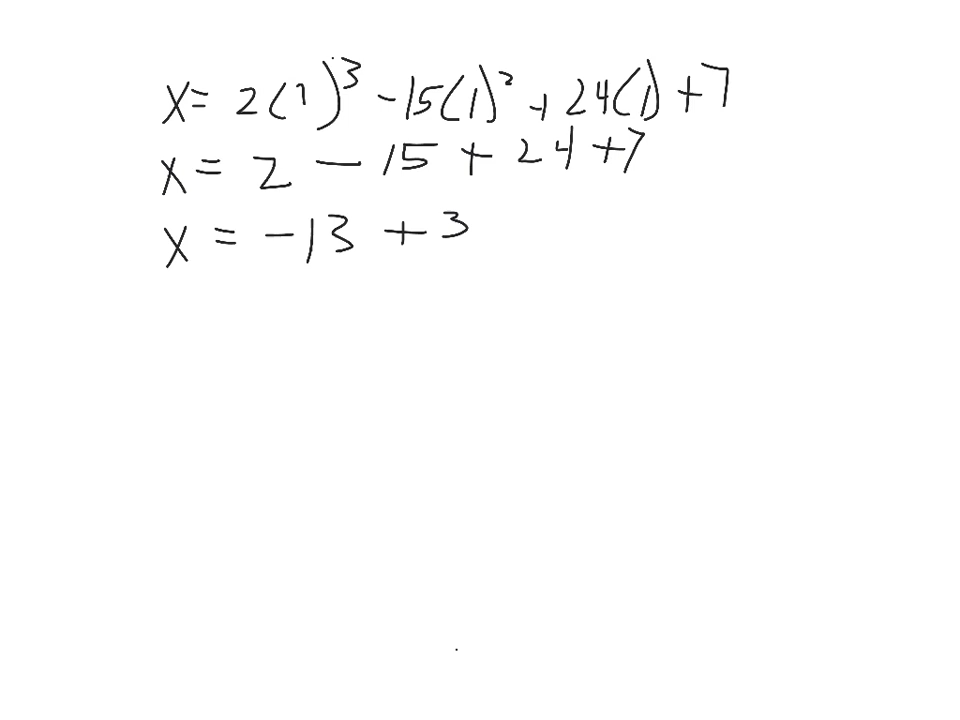 x = 2(1)³ - 15(1)² + 24(1) + 7
x = 2 - 15 + 24 + 7
x = -13 + 3